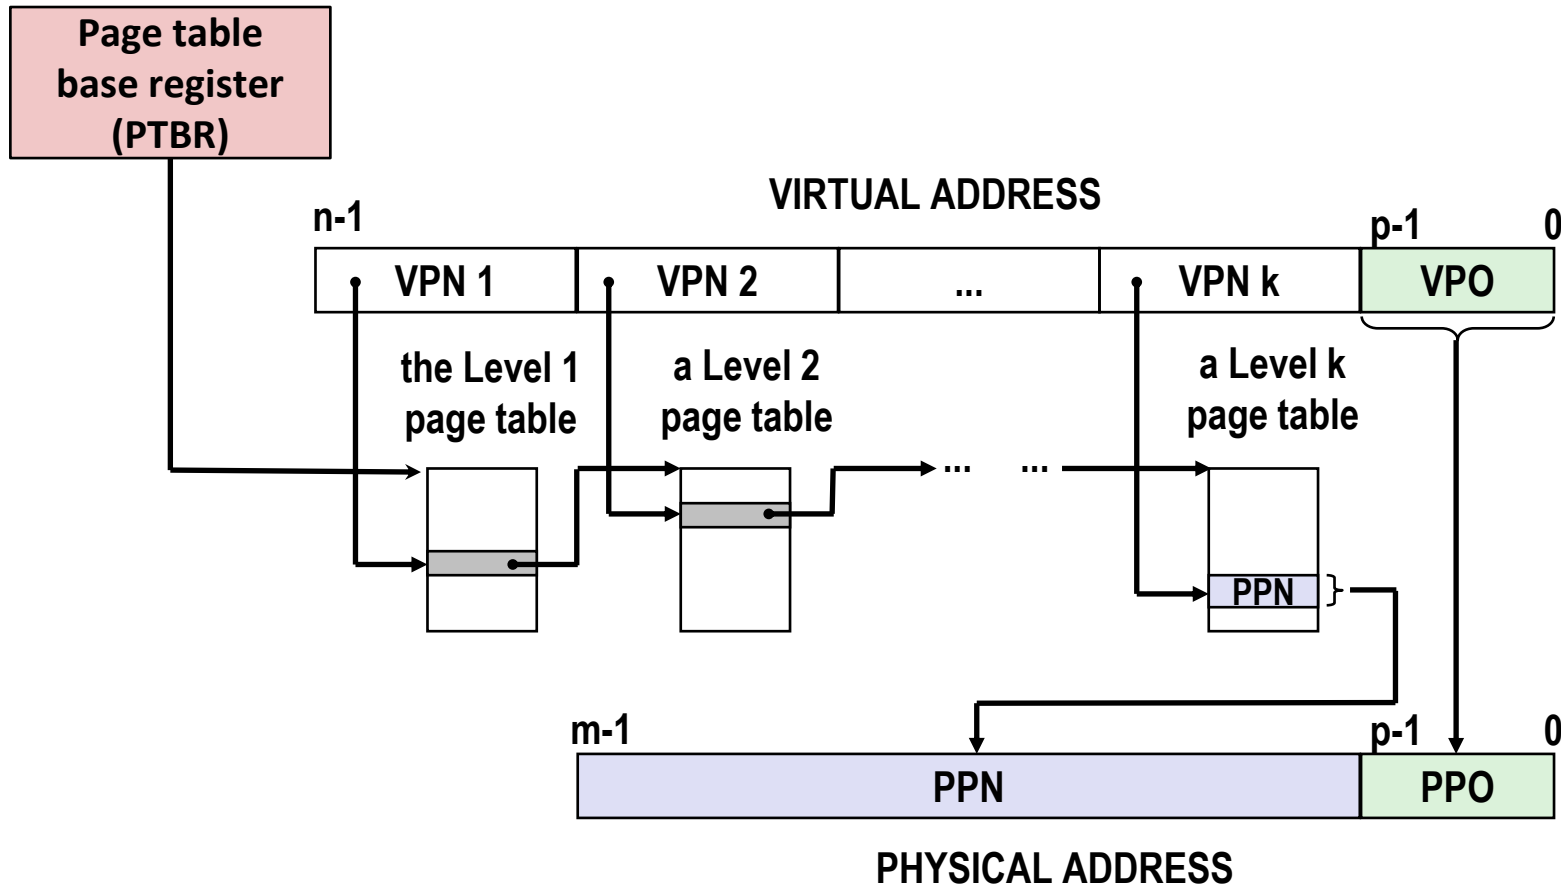 Page table
base register
(PTBR)
VIRTUAL ADDRESS
n-1
p-1 0
VPN 1 VPN 2 ... VPN k VPO
the Level 1
page table
a Level 2
page table
a Level k
page table
... ...
PPN
m-1
p-1 0
PPN PPO
PHYSICAL ADDRESS